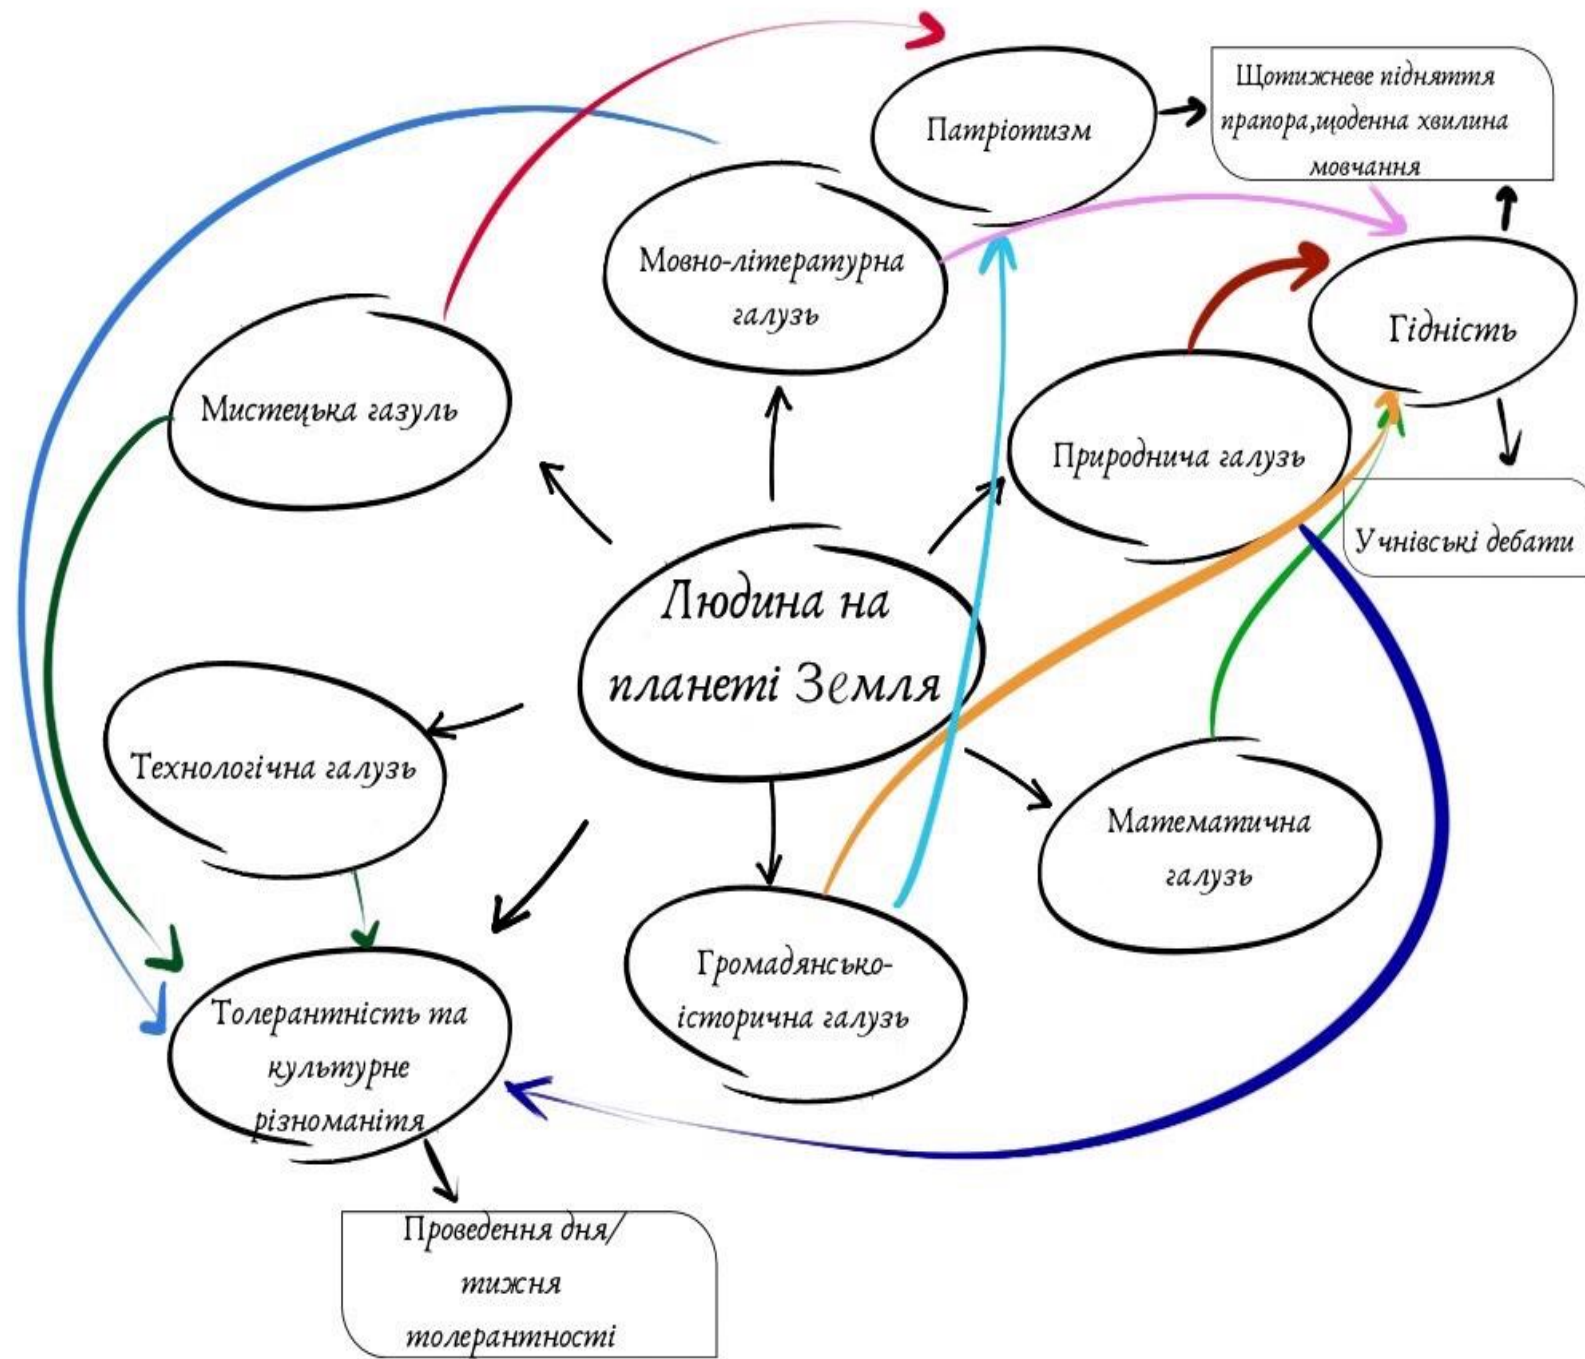 Патріотизм
Щотижневе підняття
прапора,щоденна хвилина
мовчання
Мовно-літературна
галузь
Гідність
Мистецька газуль
Природнича галузь
Учнівські дебати
Людина на
планеті Земля
Технологічна галузь
Математична
галузь
Громадянсько-
історична галузь
Толерантність та
культурне
різноманітя
Проведення дня/
тижня
толерантності